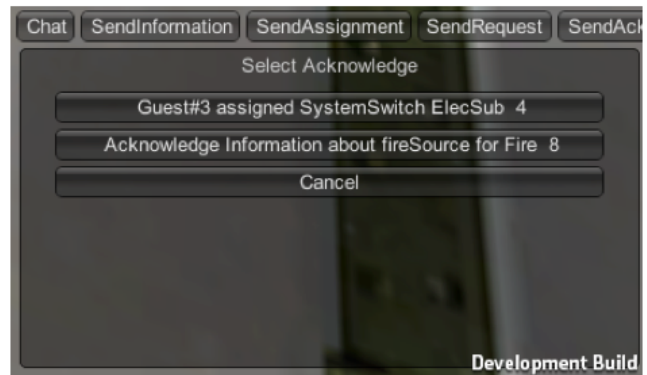 Chat SendInformation SendAssignment SendRequest SendAck
Select Acknowledge
Guest#3 assigned SystemSwitch ElecSub 4
Acknowledge Information about fireSource for Fire 8
Cancel
Development Build